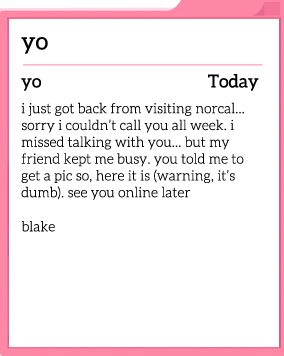 yo
yo Today
i just got back from visiting norcal...
sorry i couldn't call you all week. i
missed talking with you... but my
friend kept me busy. you told me to
get a pic so, here it is (warning, it's
dumb). see you online later
blake